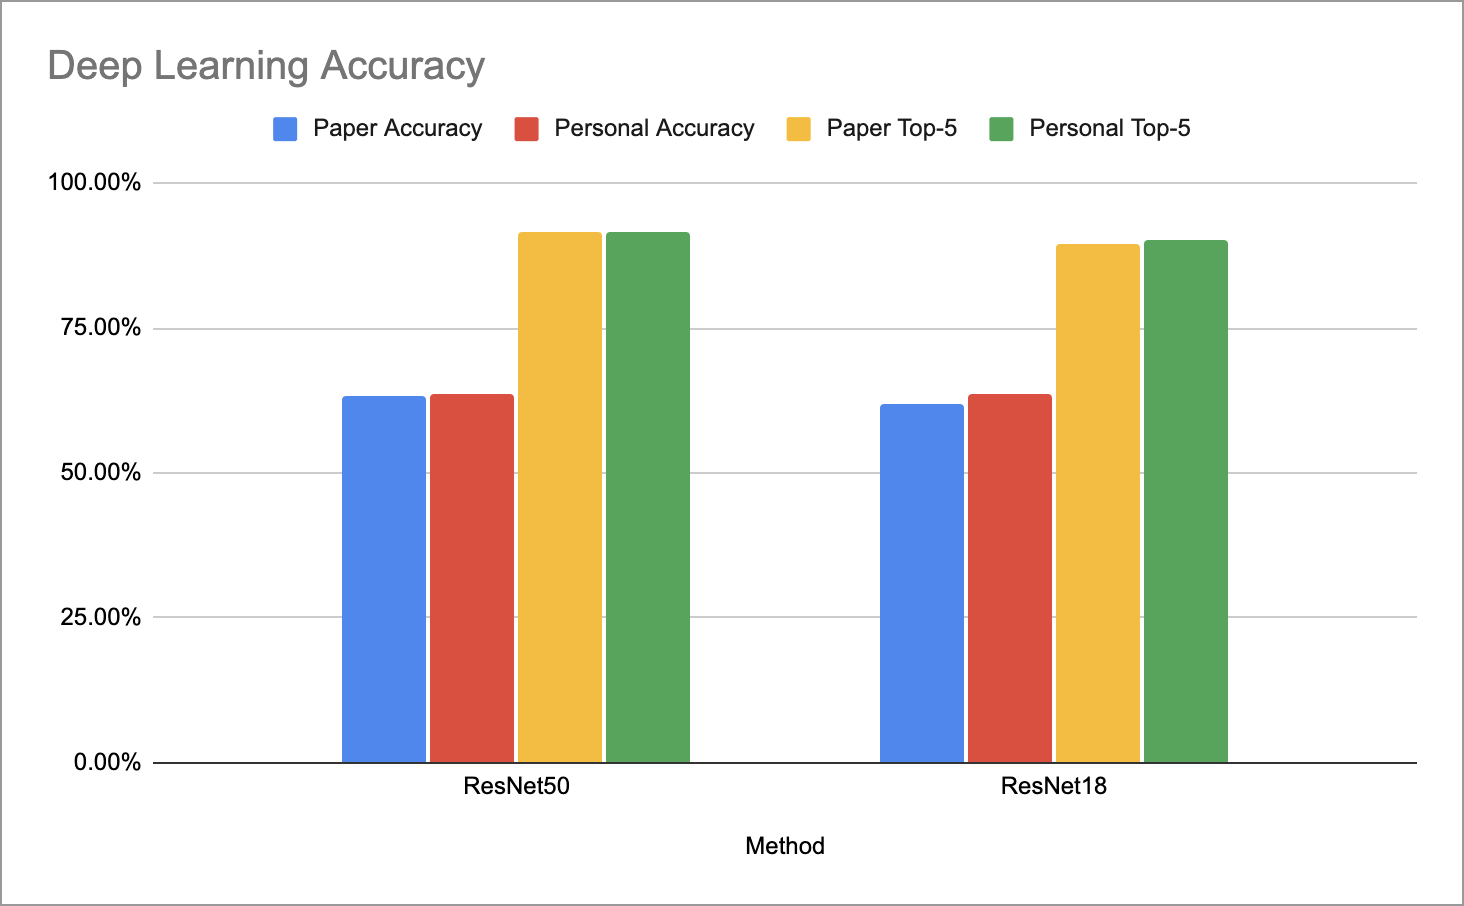 Deep Learning Accuracy
Paper Accuracy Personal Accuracy Paper Top-5 Personal Top-5
100.00%
75.00%
50.00%
25.00%
0.00%
ResNet50 ResNet18
Method